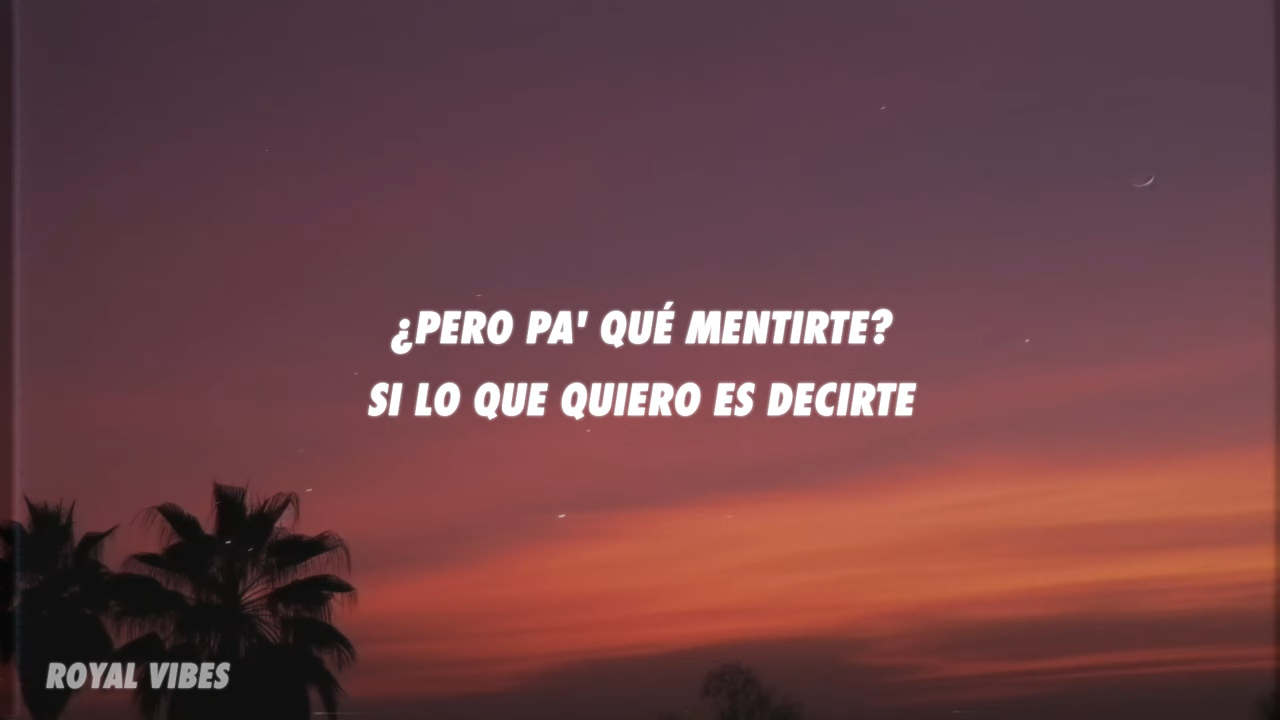 ¿PERO PA' QUÉ MENTIRTE?
SI LO QUE QUIERO ES DECIRTE
ROYAL VIBES